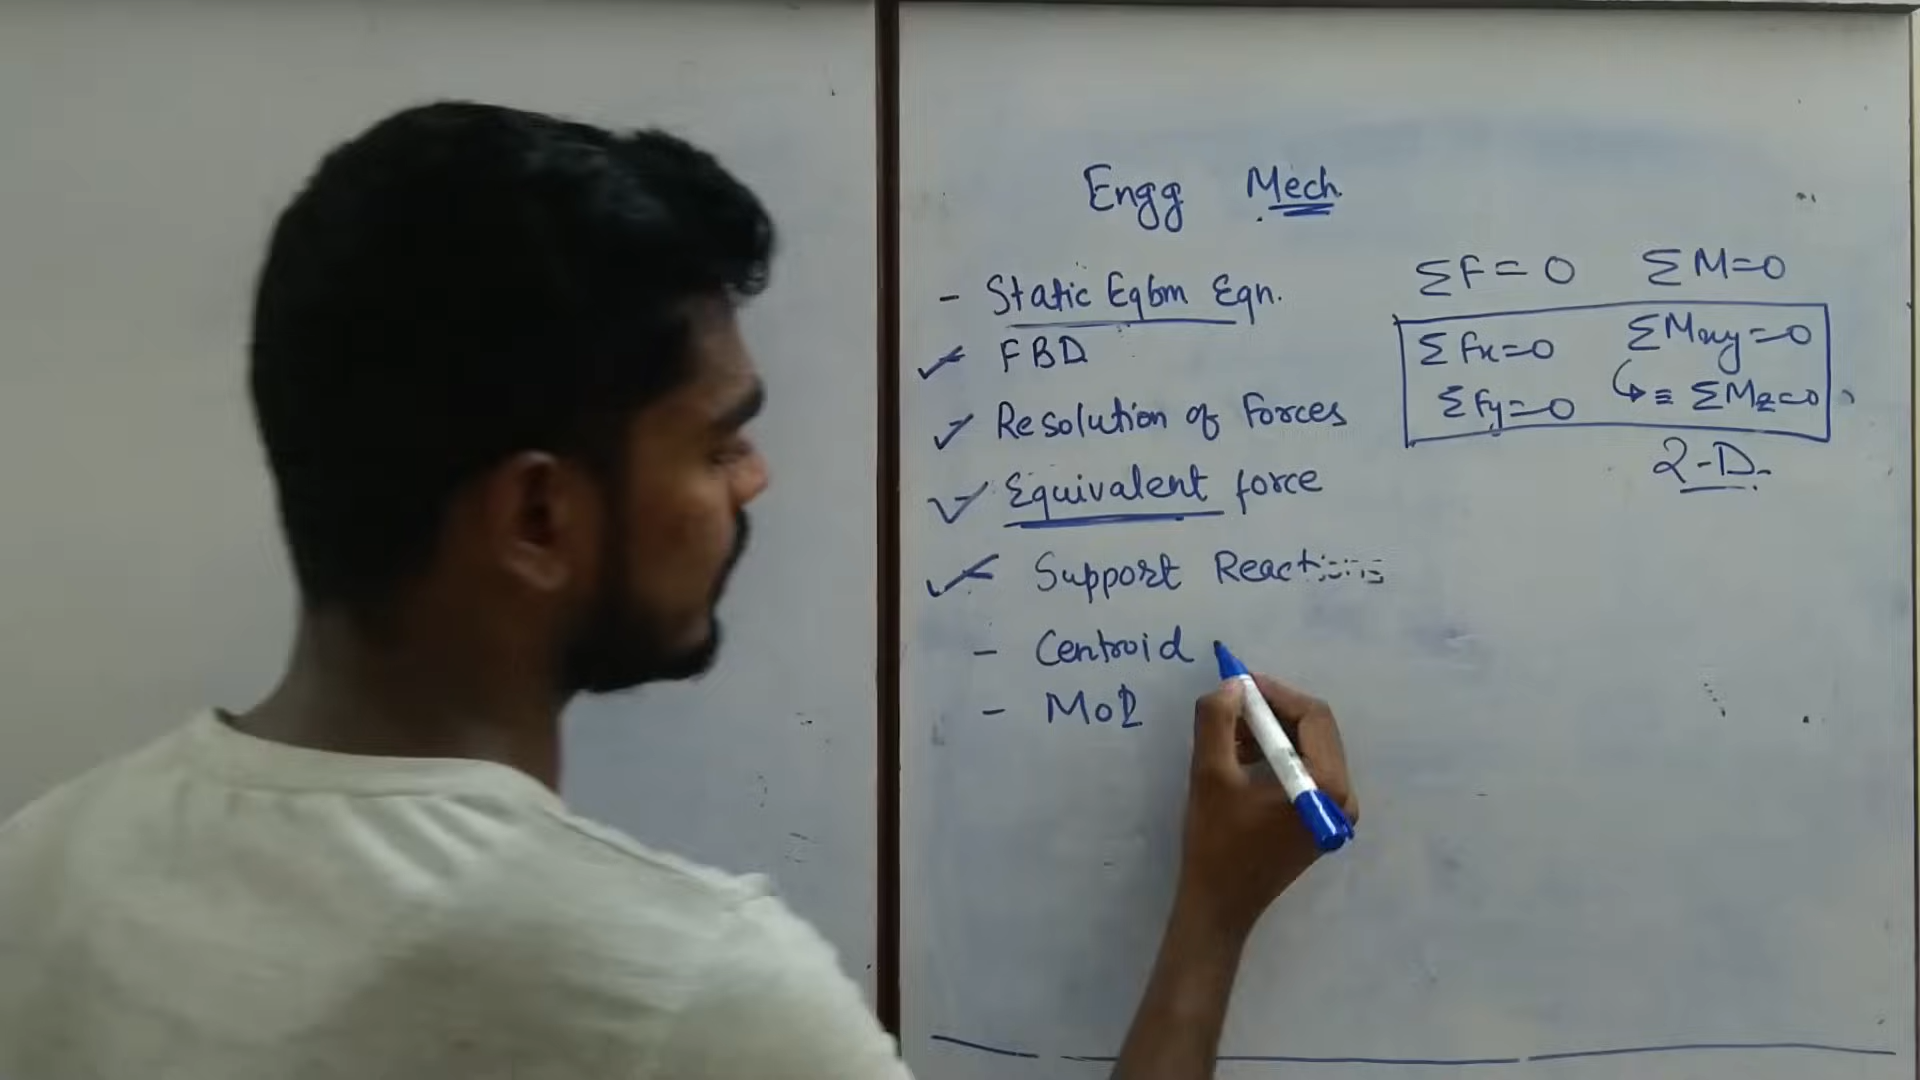 Engg Mech.
- Static Eqbm Eqn.
✓ FBD
✓ Resolution of Forces
✓ Equivalent force
✓ Support Reactions
- Centroid
- MoI
ΣF=0 ΣM=0
ΣFx=0 ΣMxy=0
ΣFy=0 ↳≡ ΣMz=0
2-D.